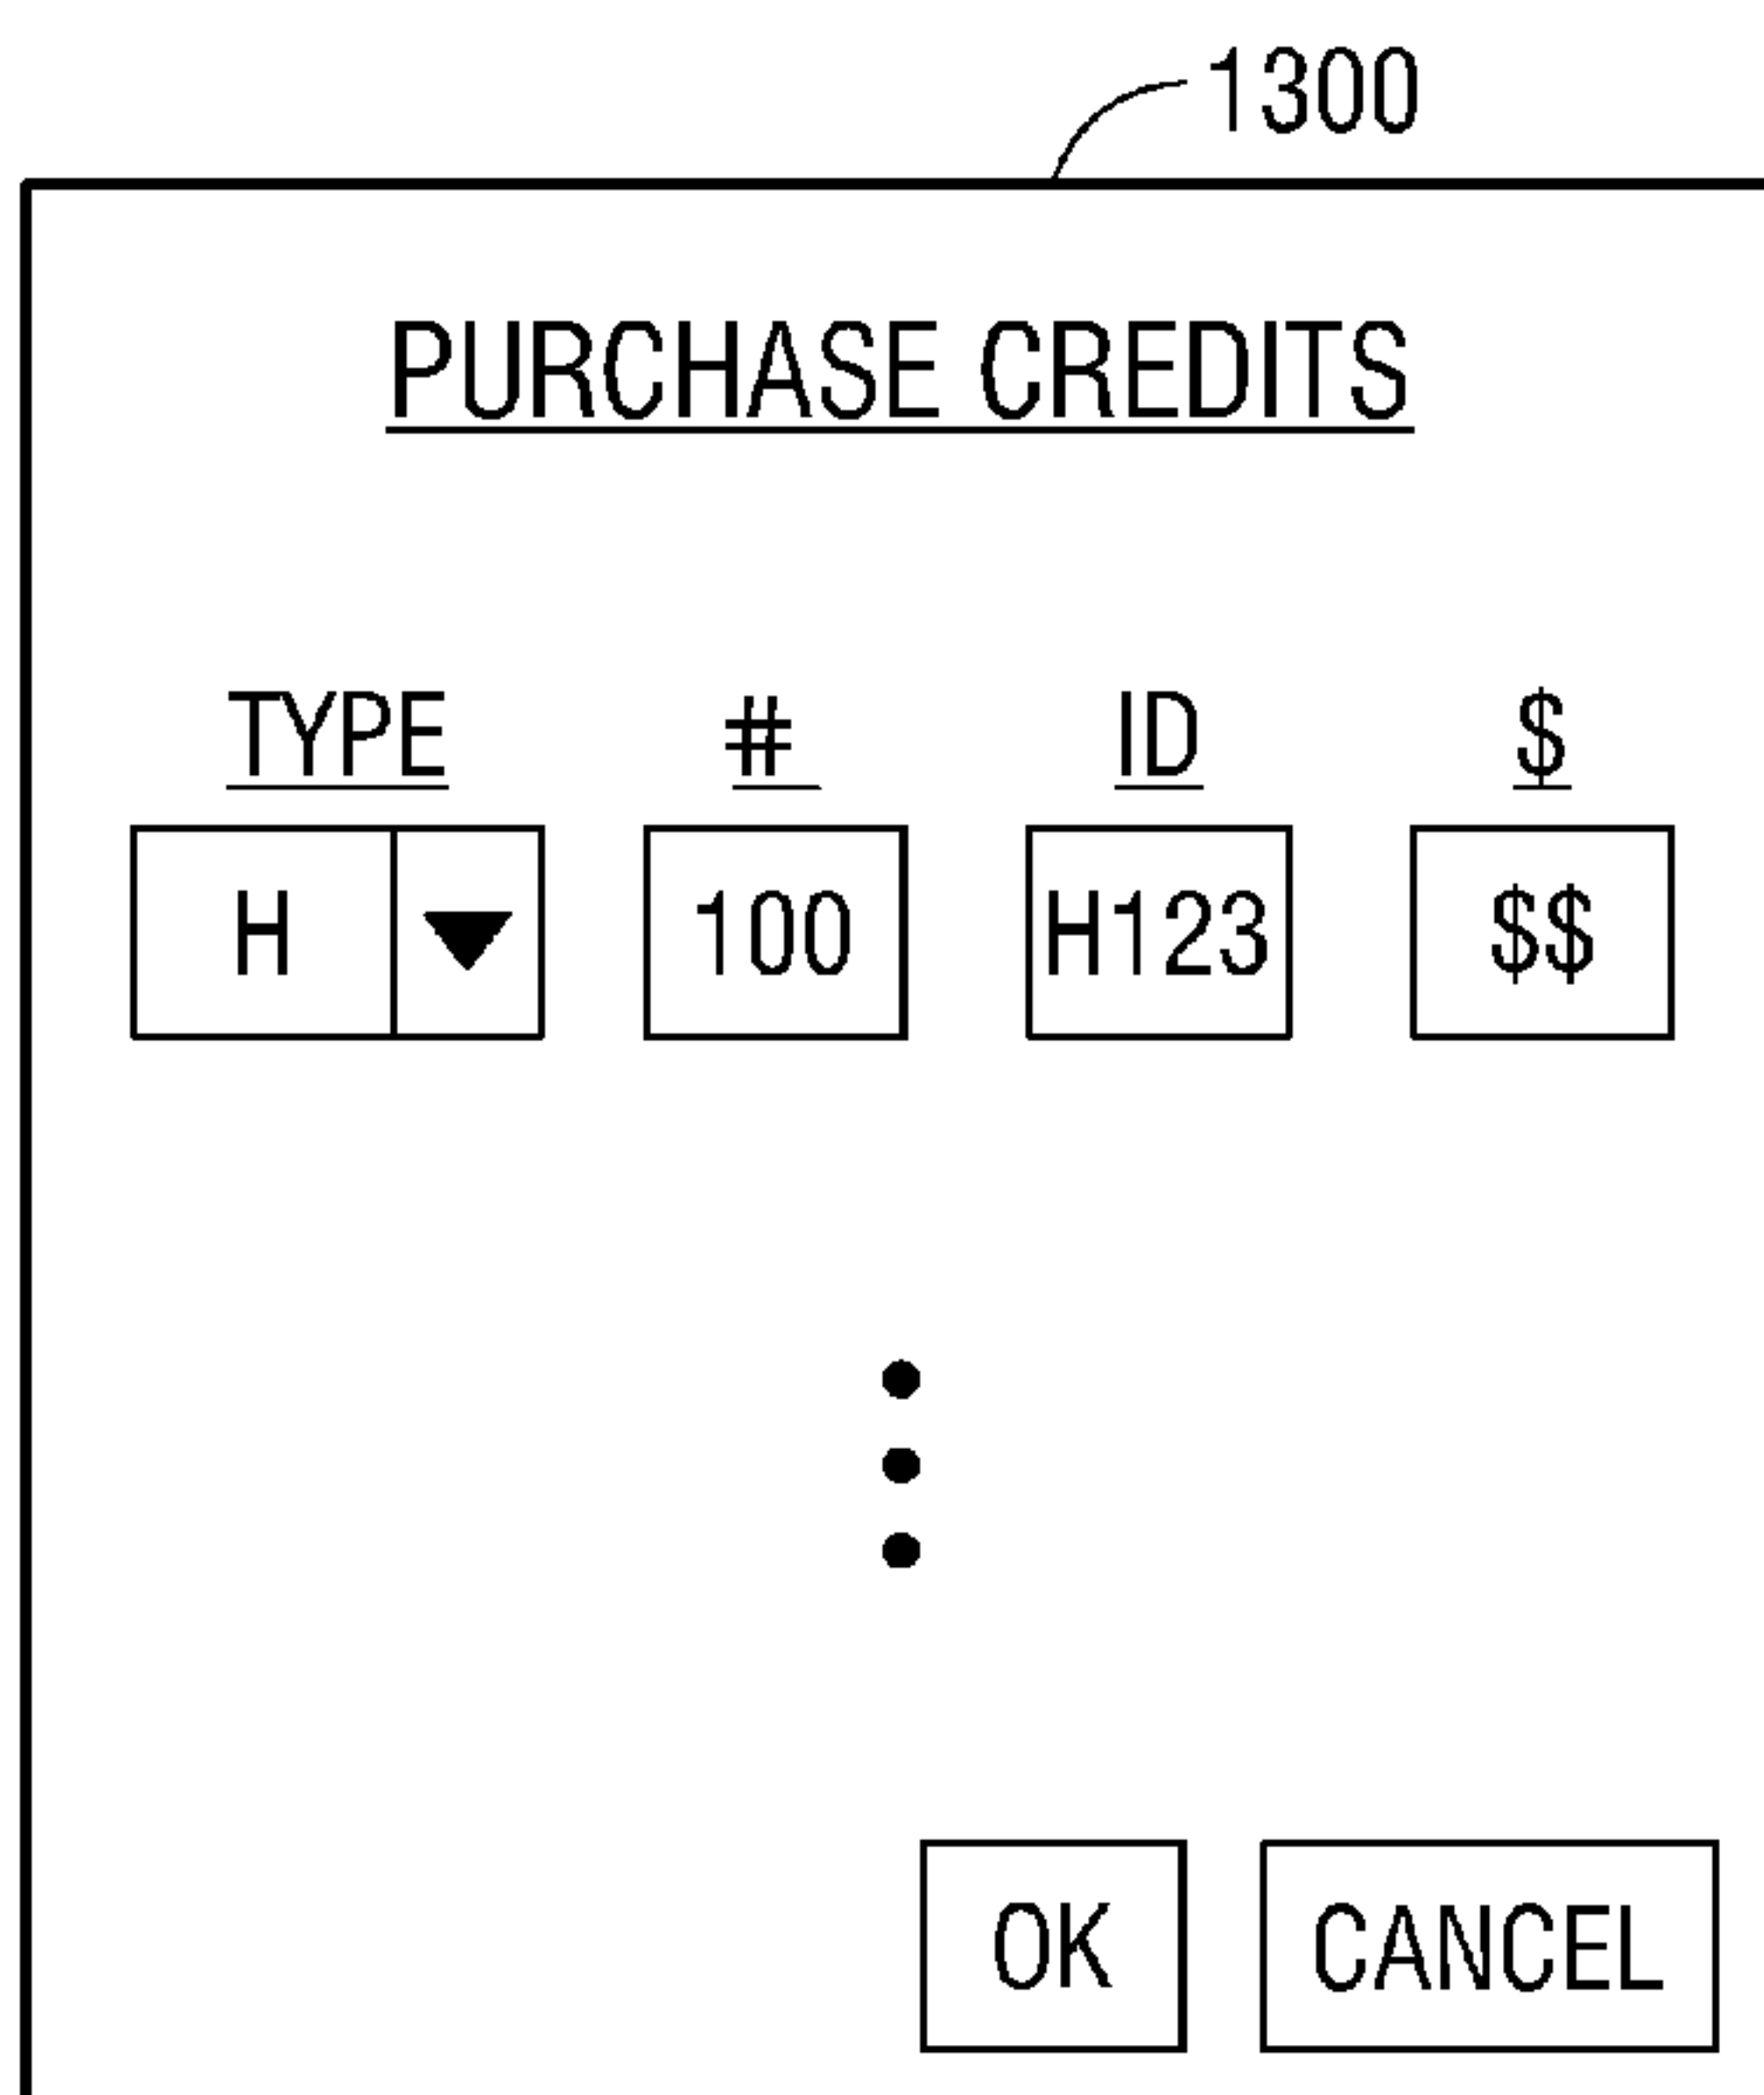 1300
PURCHASE CREDITS
TYPE # ID $
H 100 H123 $$
OK CANCEL